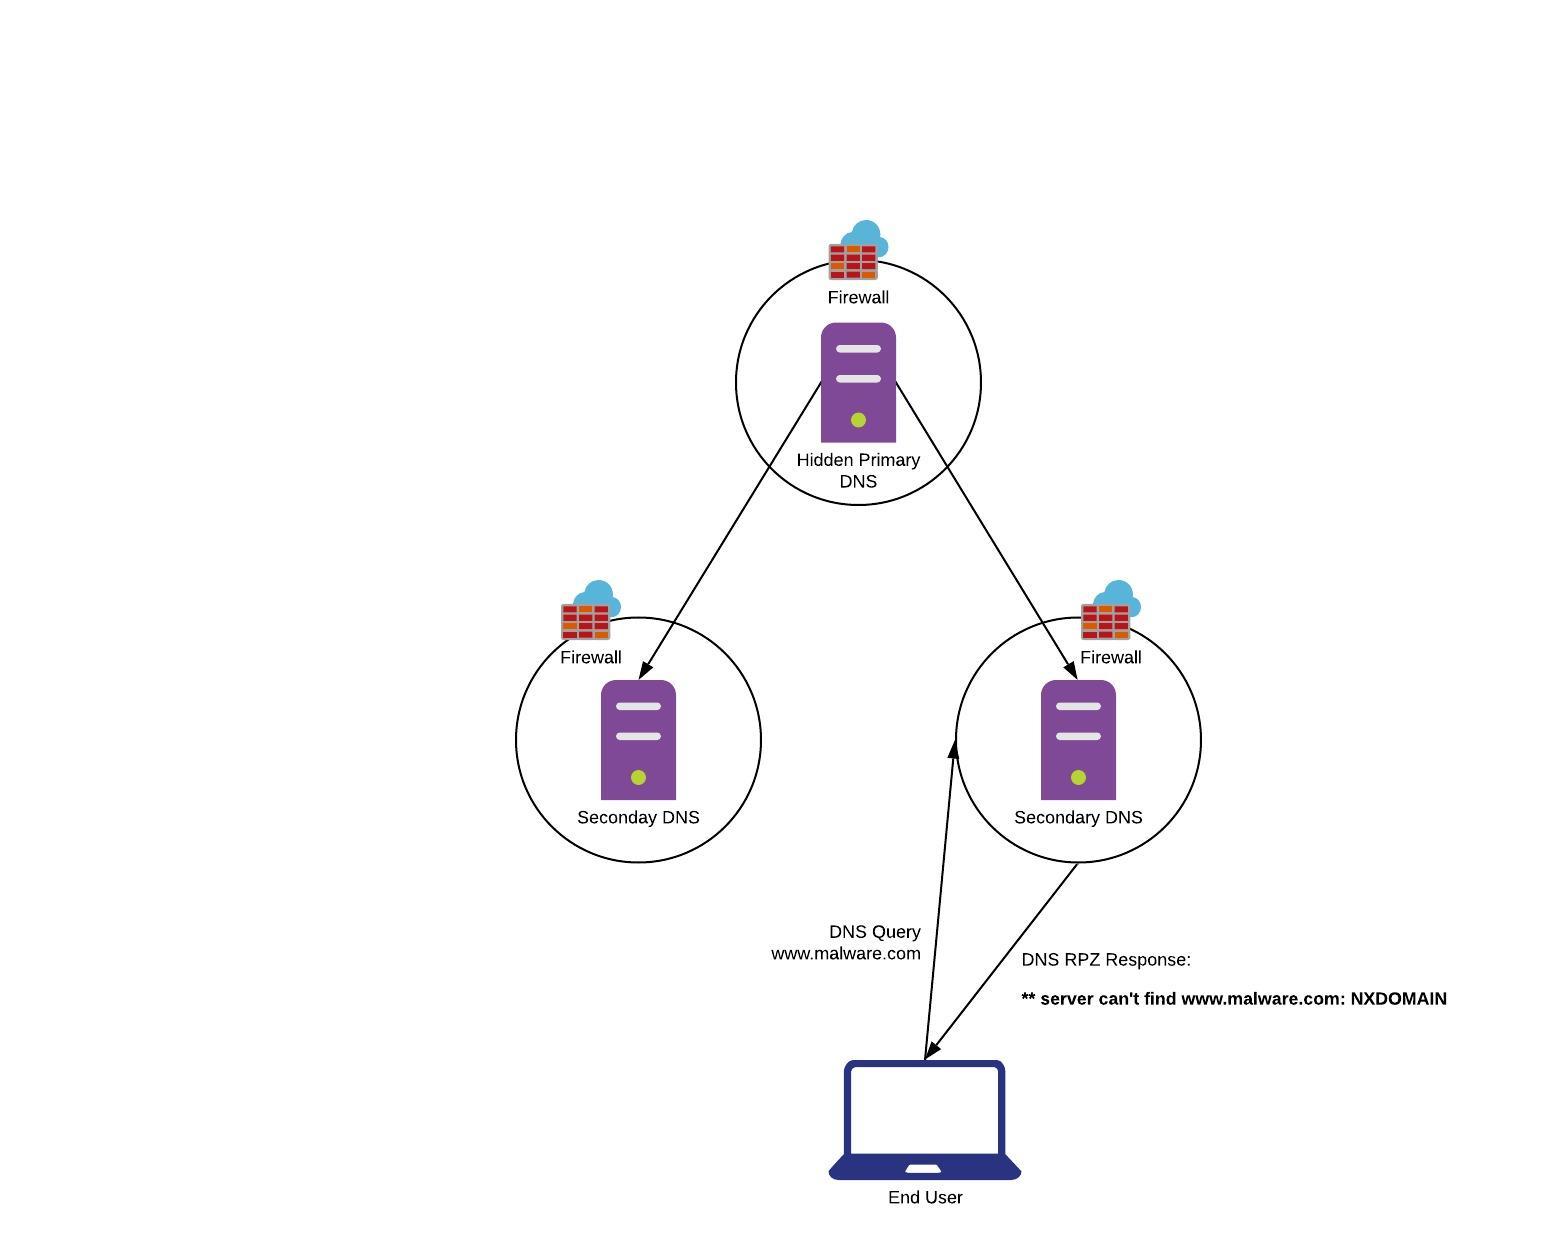 Firewall
Hidden Primary
DNS
Firewall
Firewall
Seconday DNS
Secondary DNS
DNS Query
www.malware.com
DNS RPZ Response:
** server can't find www.malware.com: NXDOMAIN
End User